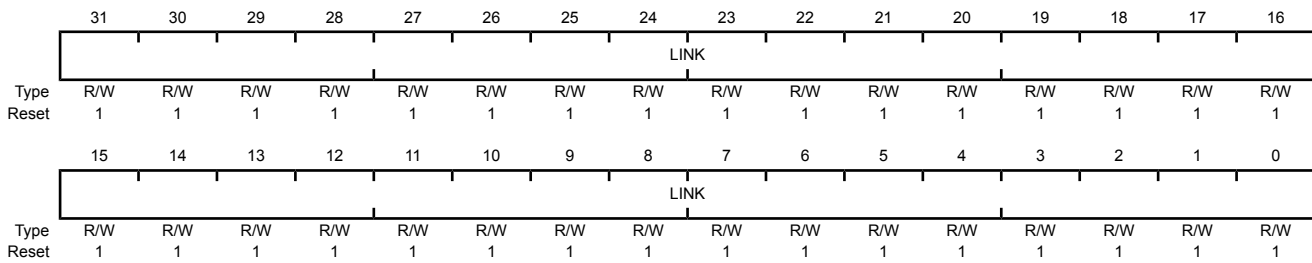 31 30 29 28 27 26 25 24 23 22 21 20 19 18 17 16
LINK
Type R/W R/W R/W R/W R/W R/W R/W R/W R/W R/W R/W R/W R/W R/W R/W R/W
Reset 1 1 1 1 1 1 1 1 1 1 1 1 1 1 1 1
15 14 13 12 11 10 9 8 7 6 5 4 3 2 1 0
LINK
Type R/W R/W R/W R/W R/W R/W R/W R/W R/W R/W R/W R/W R/W R/W R/W R/W
Reset 1 1 1 1 1 1 1 1 1 1 1 1 1 1 1 1